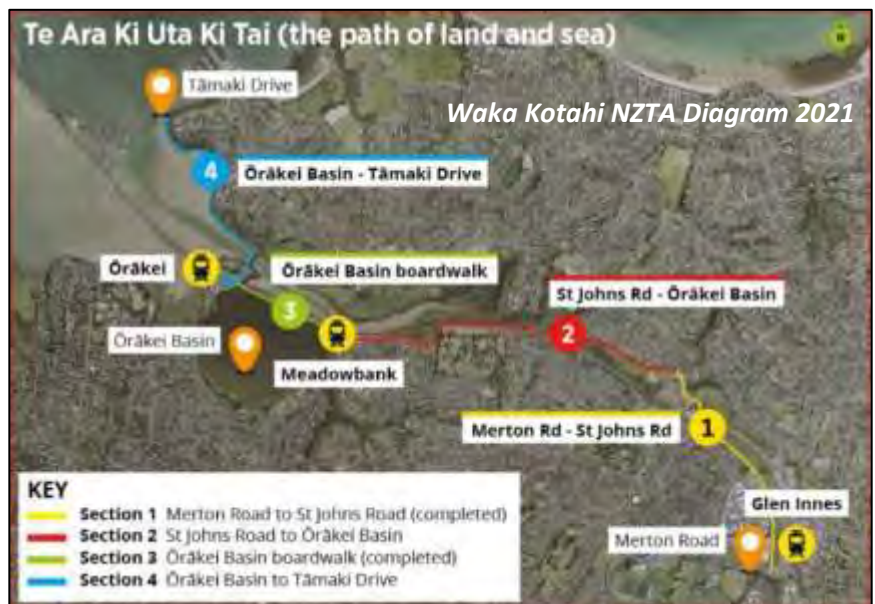 Te Ara Ki Uta Ki Tai (the path of land and sea)
Tāmaki Drive
Waka Kotahi NZTA Diagram 2021
4
Ōrākei Basin - Tāmaki Drive
Ōrākei
Ōrākei Basin boardwalk
St Johns Rd - Ōrākei Basin
3
2
Ōrākei Basin
Meadowbank
Merton Rd - St Johns Rd
1
KEY
Section 1 Merton Road to St Johns Road (completed)
Section 2 St Johns Road to Ōrākei Basin
Section 3 Ōrākei Basin boardwalk (completed)
Section 4 Ōrākei Basin to Tāmaki Drive
Glen Innes
Merton Road